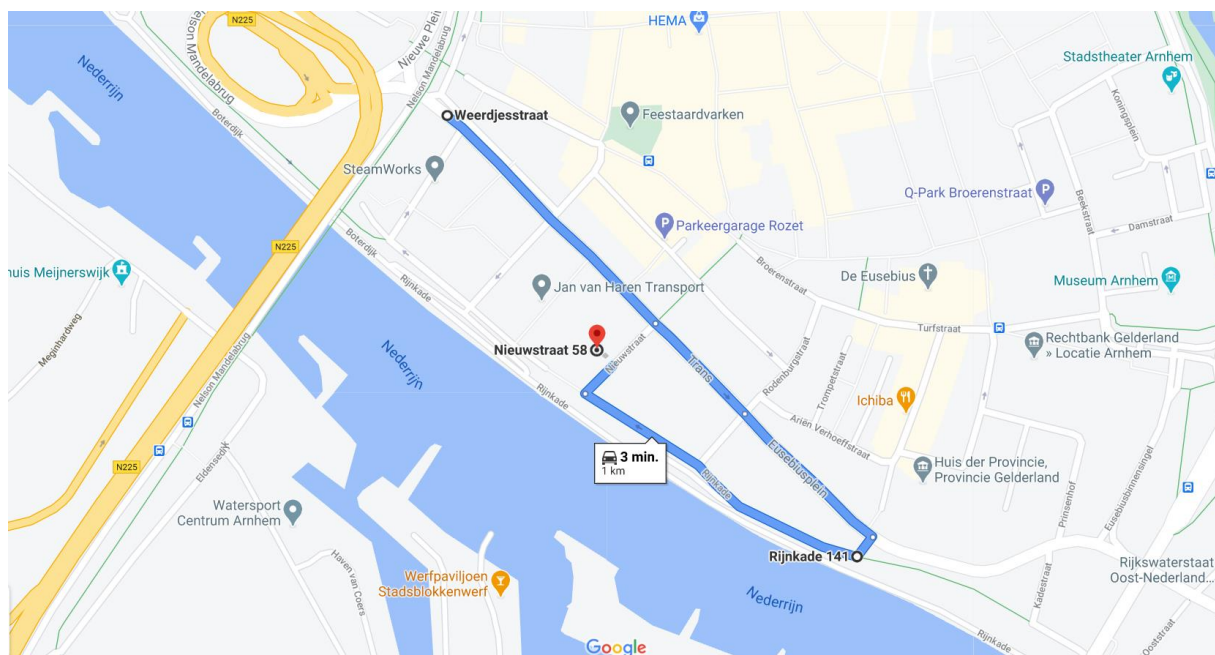 N225
Nelson Mandelabrug
Nieuwe Plein
Nelson Mandelabrug
HEMA
Stadstheater Arnhem
Nederrijn
Boterdijk
Weerdjesstraat
Feestaardvarken
Koningsplein
SteamWorks
Q-Park Broerenstraat
Beekstraat
Damstraat
Parkeergarage Rozet
N225
Boterdijk
Rijnkade
Broerenstraat
De Eusebius
huis Meijnerswijk
Jan van Haren Transport
Museum Arnhem
Meginhardweg
Turfstraat
Rechtbank Gelderland
» Locatie Arnhem
Nieuwstraat 58
Nieuwstraat
Nederrijn
Trans
Rodenburgstraat
Trompetstraat
Nelson Mandelabrug
Rijnkade
Ichiba
Ariën Verhoeffstraat
Eusebiusplein
3 min.
1 km
N225
Eldensedijk
Rijnkade
Huis der Provincie,
Provincie Gelderland
Eusebiusbinnensingel
Prinsenhof
Watersport
Centrum Arnhem
Rijnkade 141
Rijkswaterstaat
Oost-Nederland...
Haven van Coers
Werfpaviljoen
Stadsblokkenwerf
Nederrijn
Kadestraat
Rijnkade
Ooststraat
Google